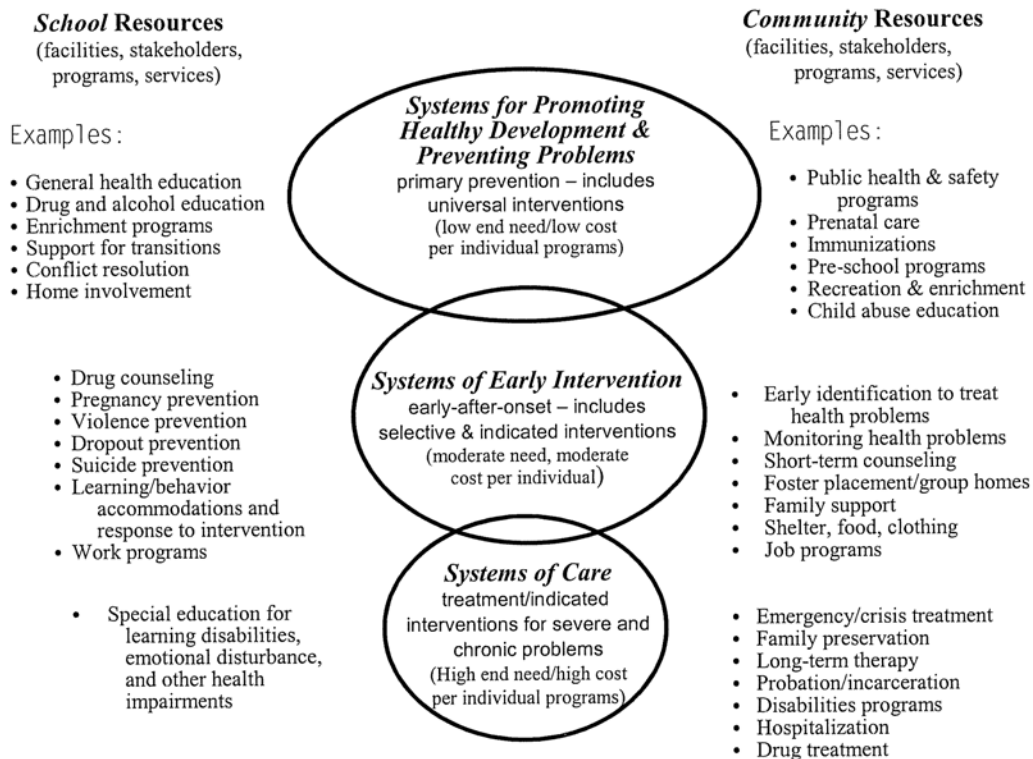 School Resources
(facilities, stakeholders,
programs, services)
Examples:
• General health education
• Drug and alcohol education
• Enrichment programs
• Support for transitions
• Conflict resolution
• Home involvement
• Drug counseling
• Pregnancy prevention
• Violence prevention
• Dropout prevention
• Suicide prevention
• Learning/behavior
accommodations and
response to intervention
• Work programs
• Special education for
learning disabilities,
emotional disturbance,
and other health
impairments
Systems for Promoting
Healthy Development &
Preventing Problems
primary prevention – includes
universal interventions
(low end need/low cost
per individual programs)
Systems of Early Intervention
early-after-onset – includes
selective & indicated interventions
(moderate need, moderate
cost per individual)
Systems of Care
treatment/indicated
interventions for severe and
chronic problems
(High end need/high cost
per individual programs)
Community Resources
(facilities, stakeholders,
programs, services)
Examples:
• Public health & safety
programs
• Prenatal care
• Immunizations
• Pre-school programs
• Recreation & enrichment
• Child abuse education
• Early identification to treat
health problems
• Monitoring health problems
• Short-term counseling
• Foster placement/group homes
• Family support
• Shelter, food, clothing
• Job programs
• Emergency/crisis treatment
• Family preservation
• Long-term therapy
• Probation/incarceration
• Disabilities programs
• Hospitalization
• Drug treatment